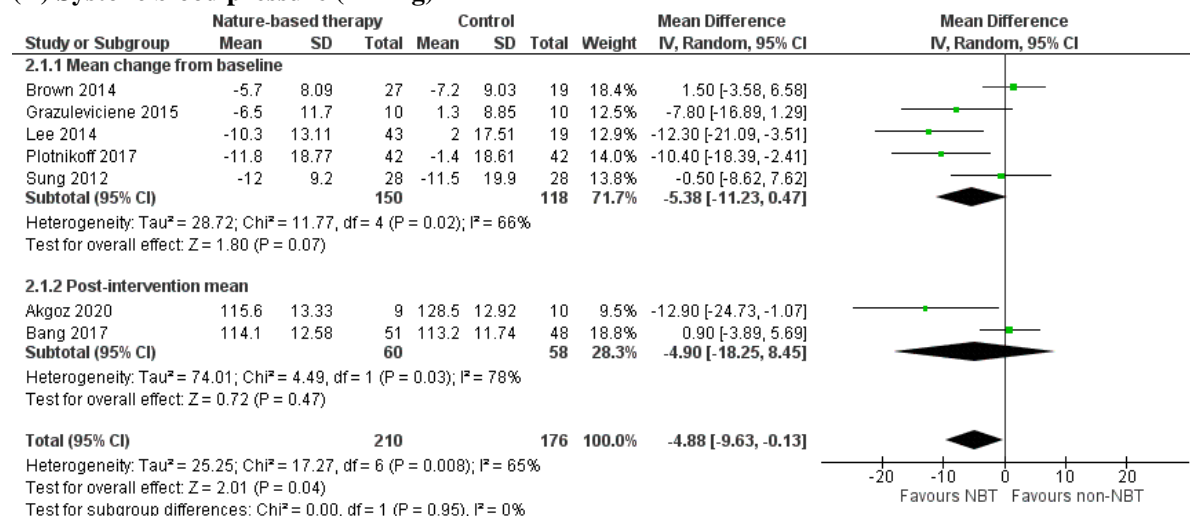 Nature-based therapy Control Mean Difference Mean Difference
Study or Subgroup Mean SD Total Mean SD Total Weight IV, Random, 95% CI IV, Random, 95% CI
2.1.1 Mean change from baseline
Brown 2014 -5.7 8.09 27 -7.2 9.03 19 18.4% 1.50 [-3.58, 6.58]
Grazuleviciene 2015 -6.5 11.7 10 1.3 8.85 10 12.5% -7.80 [-16.89, 1.29]
Lee 2014 -10.3 13.11 43 2 17.51 19 12.9% -12.30 [-21.09, -3.51]
Plotnikoff 2017 -11.8 18.77 42 -1.4 18.61 42 14.0% -10.40 [-18.39, -2.41]
Sung 2012 -12 9.2 28 -11.5 19.9 28 13.8% -0.50 [-8.62, 7.62]
Subtotal (95% CI) 150 118 71.7% -5.38 [-11.23, 0.47]
Heterogeneity: Tau² = 28.72; Chi² = 11.77, df = 4 (P = 0.02); I² = 66%
Test for overall effect: Z = 1.80 (P = 0.07)
2.1.2 Post-intervention mean
Akgoz 2020 115.6 13.33 9 128.5 12.92 10 9.5% -12.90 [-24.73, -1.07]
Bang 2017 114.1 12.58 51 113.2 11.74 48 18.8% 0.90 [-3.89, 5.69]
Subtotal (95% CI) 60 58 28.3% -4.90 [-18.25, 8.45]
Heterogeneity: Tau² = 74.01; Chi² = 4.49, df = 1 (P = 0.03); I² = 78%
Test for overall effect: Z = 0.72 (P = 0.47)
Total (95% CI) 210 176 100.0% -4.88 [-9.63, -0.13]
Heterogeneity: Tau² = 25.25; Chi² = 17.27, df = 6 (P = 0.008); I² = 65%
Test for overall effect: Z = 2.01 (P = 0.04)
Test for subgroup differences: Chi² = 0.00, df = 1 (P = 0.95), I² = 0%
-20 -10 0 10 20
Favours NBT Favours non-NBT